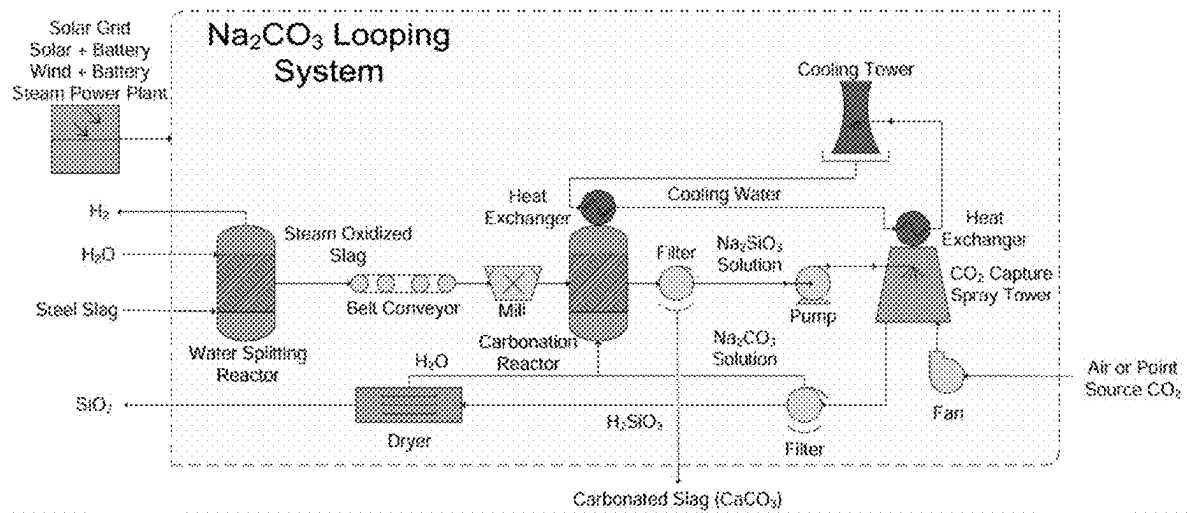 Solar Grid
Solar + Battery
Wind + Battery
Steam Power Plant
Na₂CO₃ Looping
System
Cooling Tower
Heat
Exchanger
Cooling Water
Heat
Exchanger
H₂
H₂O
Steel Slag
Steam Oxidized
Slag
Filter
Na₂SiO₃
Solution
CO₂ Capture
Spray Tower
Belt Conveyor
Mill
Pump
Water Splitting
Reactor
Carbonation
Reactor
H₂O
Na₂CO₃
Solution
Air or Point
Source CO₂
Fan
SiO₂
Dryer
H₂SiO₃
Filter
Carbonated Slag (CaCO₃)